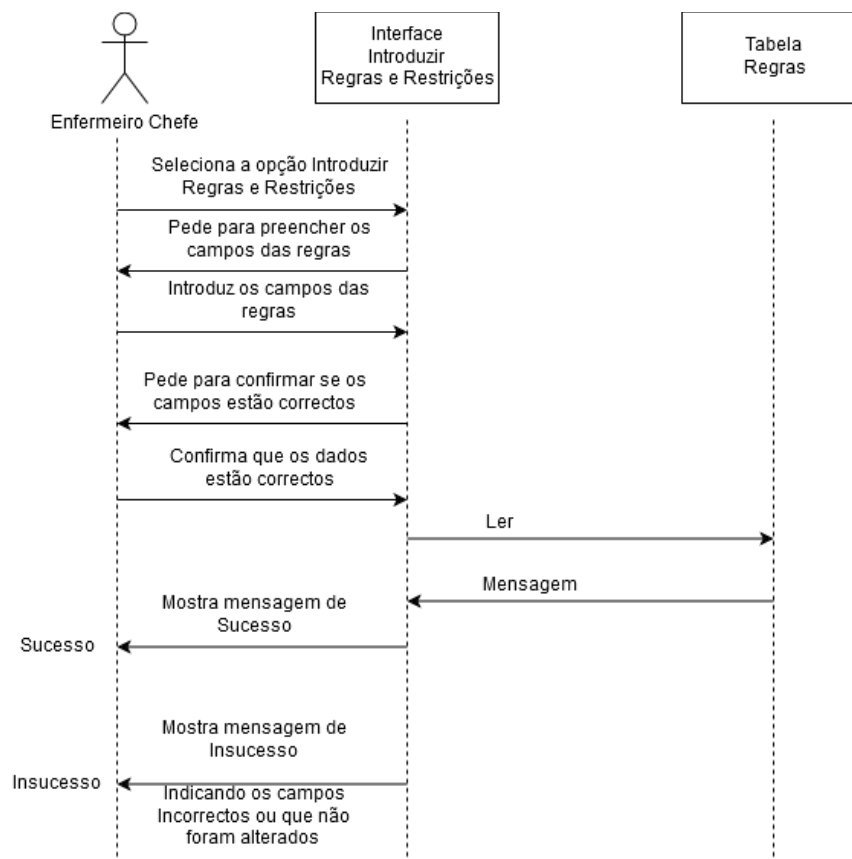 Interface
Introduzir
Regras e Restrições
Tabela
Regras
Enfermeiro Chefe
Seleciona a opção Introduzir
Regras e Restrições
Pede para preencher os
campos das regras
Introduz os campos das
regras
Pede para confirmar se os
campos estão correctos
Confirma que os dados
estão correctos
Ler
Mensagem
Mostra mensagem de
Sucesso
Sucesso
Mostra mensagem de
Insucesso
Insucesso
Indicando os campos
Incorrectos ou que não
foram alterados